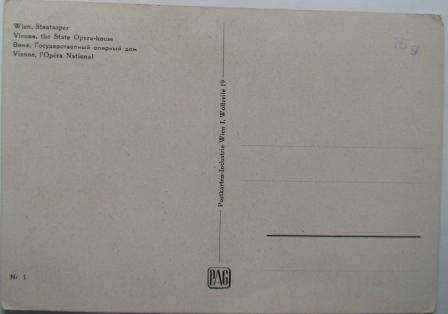 Wien, Staatsoper
Vienna, the State Opera-house
Вена, Государственный оперный дом
Vienne, l'Opéra National
15 g
Postkarten-Industrie Wien I, Wollzeile 19
Nr. 1
PAG